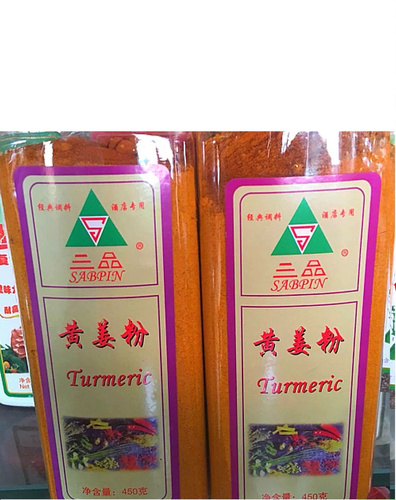 经典调料 酒店专用
三品®
SABPIN
黄姜粉
Turmeric
净含量：450克
经典调料 酒店专用
三品®
SABPIN
黄姜粉
Turmeric
净含量：450克